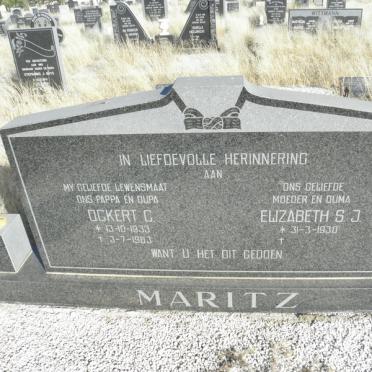 IN LIEFDEVOLLE HERINNERING
AAN
MY GELIEFDE LEWENSMAAT
ONS PAPPA EN OUPA
OCKERT C.
* 13-10-1933
† 3-7-1983
ONS GELIEFDE
MOEDER EN OUMA
ELIZABETH S. J.
* 31-3-1930
†
WANT U HET DIT GEDOEN
MARITZ